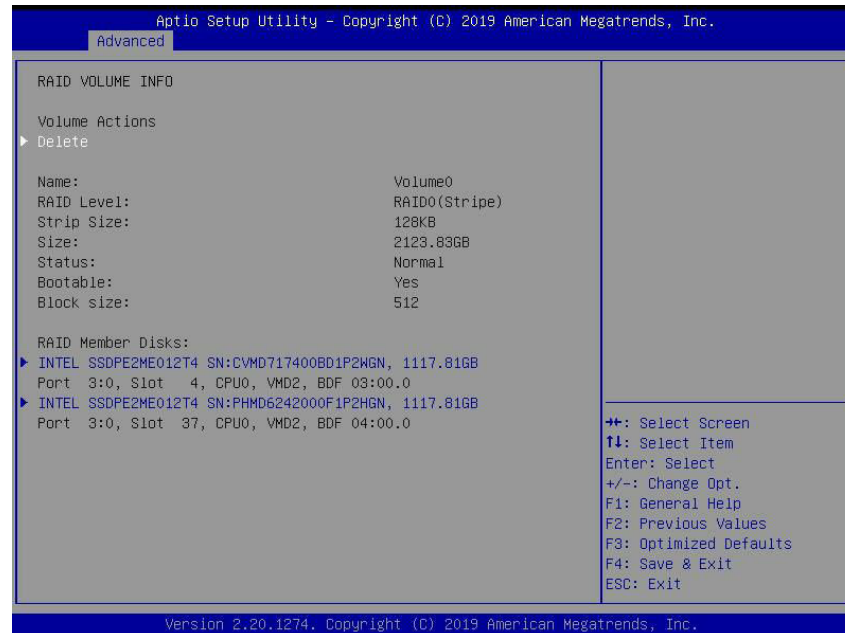 Aptio Setup Utility – Copyright (C) 2019 American Megatrends, Inc.
Advanced
RAID VOLUME INFO
Volume Actions
▶ Delete
Name: Volume0
RAID Level: RAID0(Stripe)
Strip Size: 128KB
Size: 2123.83GB
Status: Normal
Bootable: Yes
Block size: 512
RAID Member Disks:
▶ INTEL SSDPE2ME012T4 SN:CVMD717400BD1P2WGN, 1117.81GB
Port 3:0, Slot 4, CPU0, VMD2, BDF 03:00.0
▶ INTEL SSDPE2ME012T4 SN:PHMD6242000F1P2HGN, 1117.81GB
Port 3:0, Slot 37, CPU0, VMD2, BDF 04:00.0
→←: Select Screen
↑↓: Select Item
Enter: Select
+/-: Change Opt.
F1: General Help
F2: Previous Values
F3: Optimized Defaults
F4: Save & Exit
ESC: Exit
Version 2.20.1274. Copyright (C) 2019 American Megatrends, Inc.